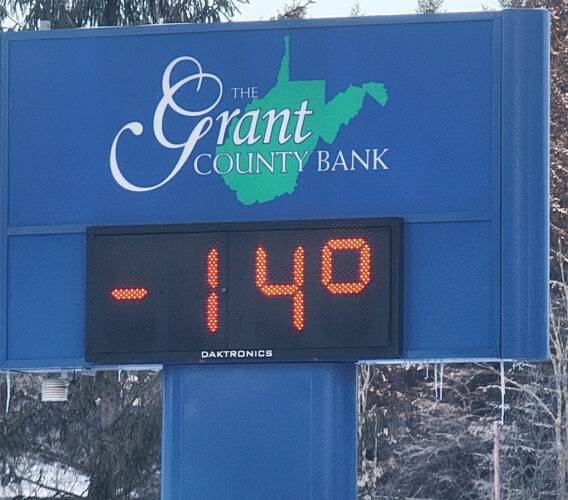 THE
Grant
COUNTY BANK
-14°
DAKTRONICS